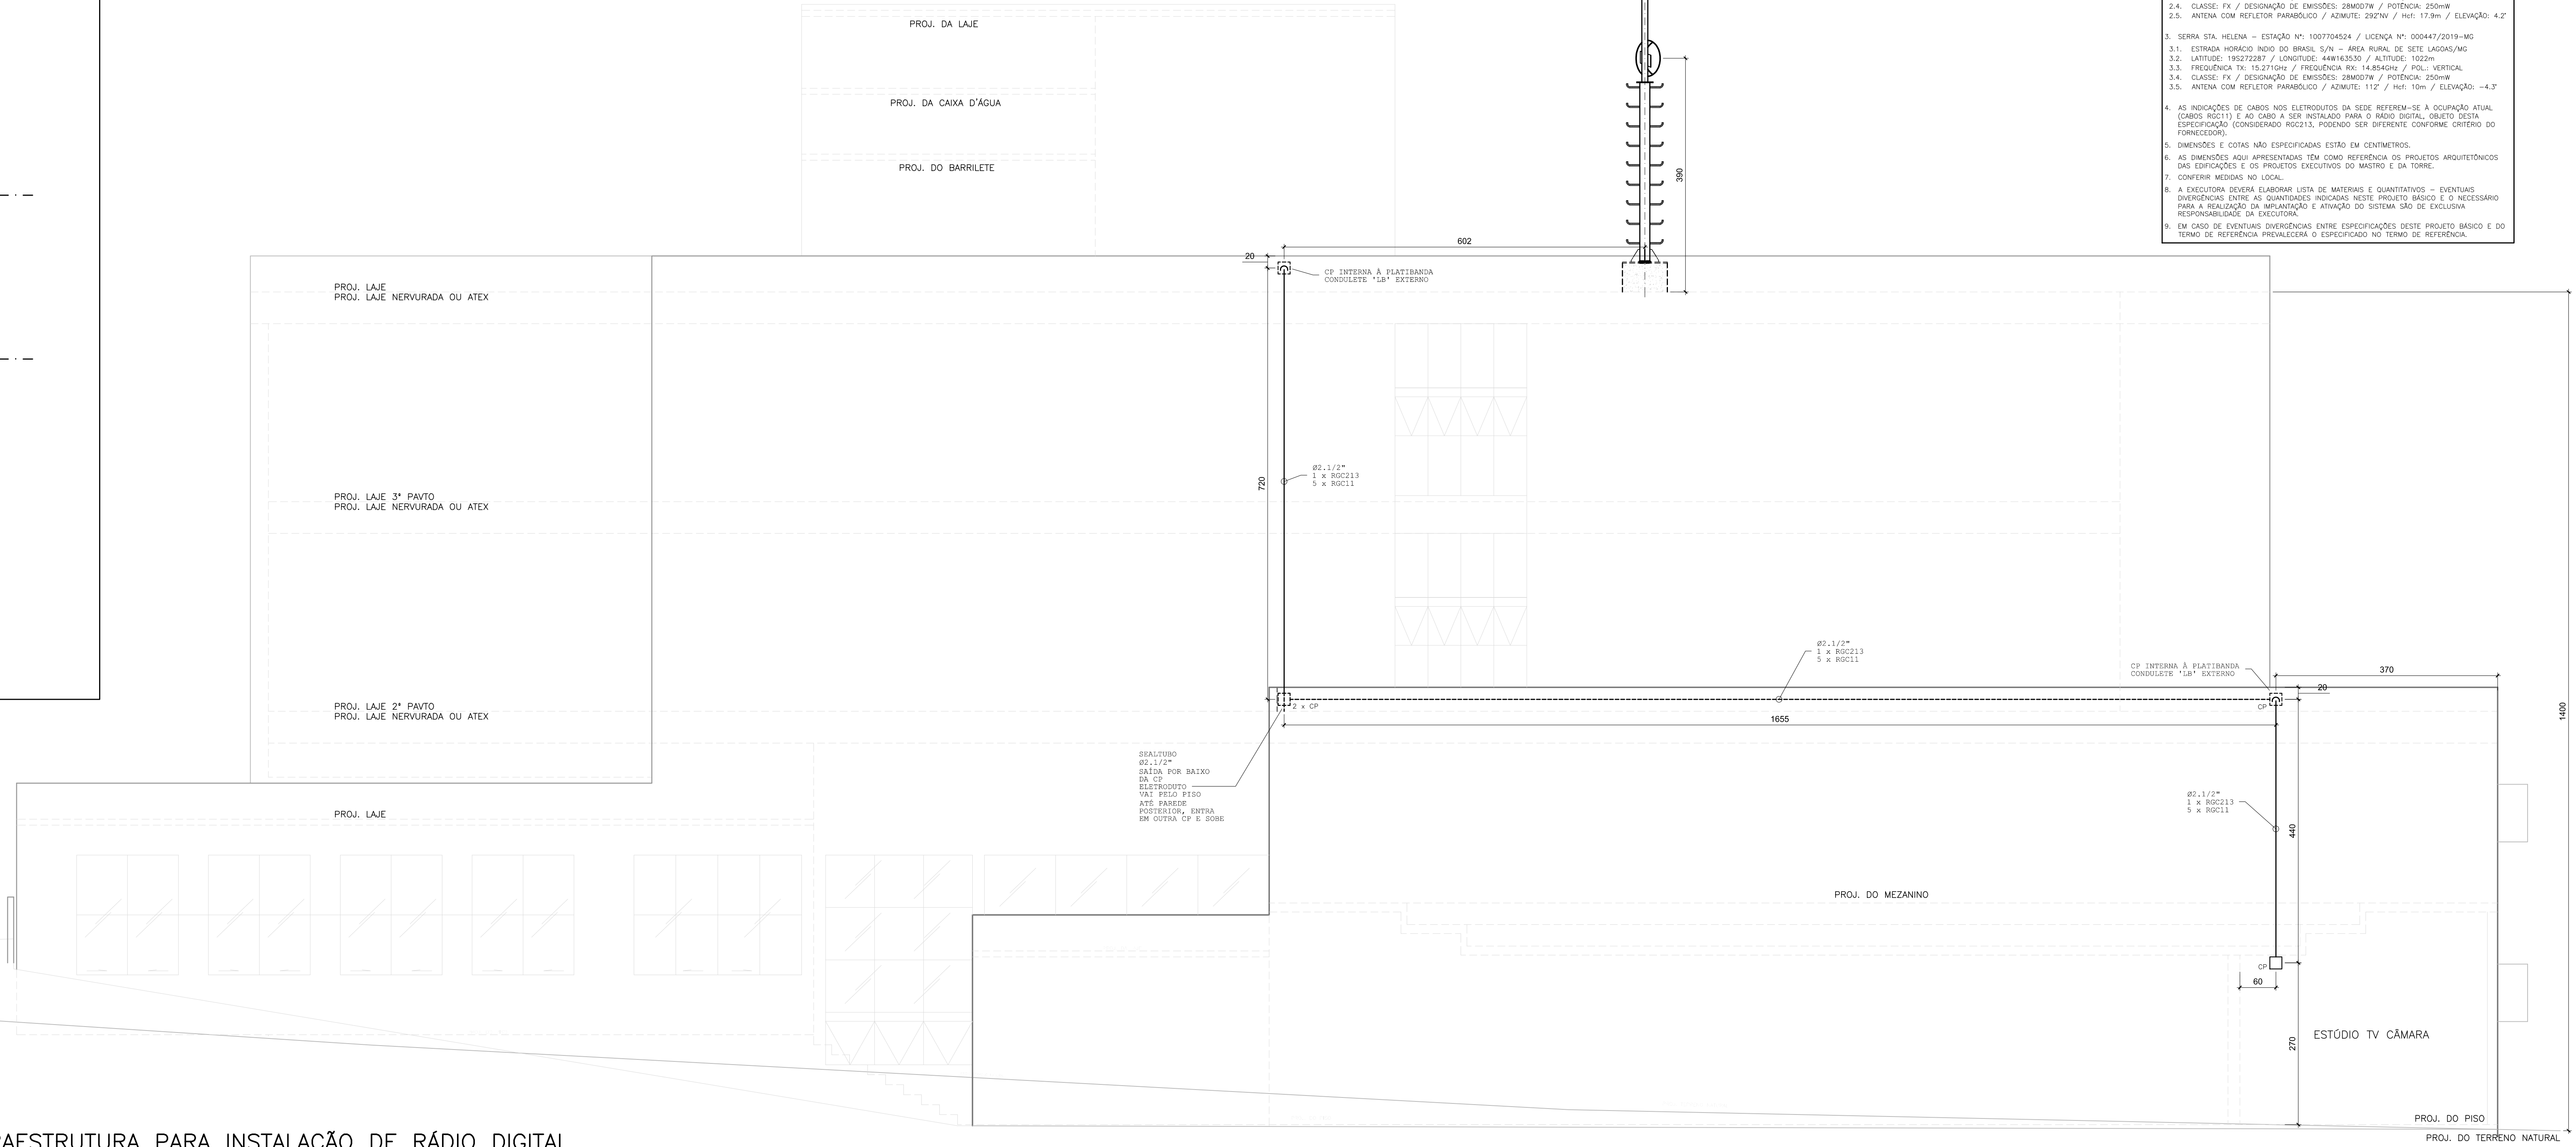 PROJ. DA LAJE
PROJ. DA CAIXA D'ÁGUA
PROJ. DO BARRILETE
390
2.4. CLASSE: FX / DESIGNAÇÃO DE EMISSÕES: 28M0D7W / POTÊNCIA: 250mW
2.5. ANTENA COM REFLETOR PARABÓLICO / AZIMUTE: 292°NV / Hcf: 17.9m / ELEVAÇÃO: 4.2°
3. SERRA STA. HELENA – ESTAÇÃO N°: 1007704524 / LICENÇA N°: 000447/2019–MG
3.1. ESTRADA HORÁCIO ÍNDIO DO BRASIL S/N – ÁREA RURAL DE SETE LAGOAS/MG
3.2. LATITUDE: 19S272287 / LONGITUDE: 44W163530 / ALTITUDE: 1022m
3.3. FREQUÊNICA TX: 15.271GHz / FREQUÊNCIA RX: 14.854GHz / POL.: VERTICAL
3.4. CLASSE: FX / DESIGNAÇÃO DE EMISSÕES: 28M0D7W / POTÊNCIA: 250mW
3.5. ANTENA COM REFLETOR PARABÓLICO / AZIMUTE: 112° / Hcf: 10m / ELEVAÇÃO: –4.3°
4. AS INDICAÇÕES DE CABOS NOS ELETRODUTOS DA SEDE REFEREM–SE À OCUPAÇÃO ATUAL
(CABOS RGC11) E AO CABO A SER INSTALADO PARA O RÁDIO DIGITAL, OBJETO DESTA
ESPECIFICAÇÃO (CONSIDERADO RGC213, PODENDO SER DIFERENTE CONFORME CRITÉRIO DO
FORNECEDOR).
5. DIMENSÕES E COTAS NÃO ESPECIFICADAS ESTÃO EM CENTÍMETROS.
6. AS DIMENSÕES AQUI APRESENTADAS TÊM COMO REFERÊNCIA OS PROJETOS ARQUITETÔNICOS
DAS EDIFICAÇÕES E OS PROJETOS EXECUTIVOS DO MASTRO E DA TORRE.
7. CONFERIR MEDIDAS NO LOCAL.
8. A EXECUTORA DEVERÁ ELABORAR LISTA DE MATERIAIS E QUANTITATIVOS – EVENTUAIS
DIVERGÊNCIAS ENTRE AS QUANTIDADES INDICADAS NESTE PROJETO BÁSICO E O NECESSÁRIO
PARA A REALIZAÇÃO DA IMPLANTAÇÃO E ATIVAÇÃO DO SISTEMA SÃO DE EXCLUSIVA
RESPONSABILIDADE DA EXECUTORA.
9. EM CASO DE EVENTUAIS DIVERGÊNCIAS ENTRE ESPECIFICAÇÕES DESTE PROJETO BÁSICO E DO
TERMO DE REFERÊNCIA PREVALECERÁ O ESPECIFICADO NO TERMO DE REFERÊNCIA.
602
20
CP INTERNA À PLATIBANDA
CONDULETE 'LB' EXTERNO
PROJ. LAJE
PROJ. LAJE NERVURADA OU ATEX
720
Ø2.1/2"
1 x RGC213
5 x RGC11
PROJ. LAJE 3° PAVTO
PROJ. LAJE NERVURADA OU ATEX
Ø2.1/2"
1 x RGC213
5 x RGC11
CP INTERNA À PLATIBANDA
CONDULETE 'LB' EXTERNO
370
20
1400
PROJ. LAJE 2° PAVTO
PROJ. LAJE NERVURADA OU ATEX
2 x CP
CP
1655
SEALTUBO
Ø2.1/2"
SAÍDA POR BAIXO
DA CP
ELETRODUTO
VAI PELO PISO
ATÉ PAREDE
POSTERIOR, ENTRA
EM OUTRA CP E SOBE
Ø2.1/2"
1 x RGC213
5 x RGC11
440
PROJ. LAJE
PROJ. DO MEZANINO
CP
60
270
ESTÚDIO TV CÂMARA
PROJ. DO PISO
PROJ. DO TERRENO NATURAL
AESTRUTURA PARA INSTALAÇÃO DE RÁDIO DIGITAL